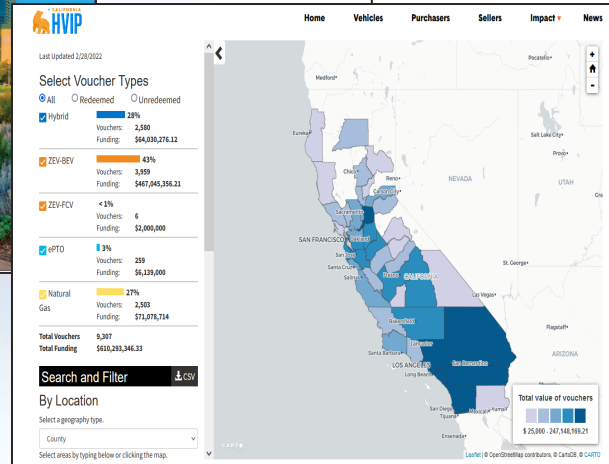 CALIFORNIA
HVIP
Home Vehicles Purchasers Sellers Impact ▾ News
Last Updated 2/28/2022
Select Voucher Types
All Redeemed Unredeemed
Hybrid 28%
Vouchers: 2,580
Funding: $64,030,276.12
ZEV-BEV 43%
Vouchers: 3,959
Funding: $467,045,356.21
ZEV-FCV < 1%
Vouchers: 6
Funding: $2,000,000
ePTO 3%
Vouchers: 259
Funding: $6,139,000
Natural Gas 27%
Vouchers: 2,503
Funding: $71,078,714
Total Vouchers 9,307
Total Funding $610,293,346.33
Search and Filter CSV
By Location
Select a geography type.
County
Select areas by typing below or clicking the map.
Medford
Pocatello
+
-
Eureka
Salt Lake City
Provo
Chico
Reno
Carson City
NEVADA
UTAH
Sacramento
SAN FRANCISCO
Oakland
San Jose
Santa Cruz
Salinas
Fresno
CALIFORNIA
St. George
Las Vegas
Bakersfield
Flagstaff
Lancaster
Santa Barbara
San Bernardino
ARIZONA
LOS ANGELES
Long Beach
San Diego
Tijuana
Mexicali
Yuma
Ensenada
Total value of vouchers
$ 25,000 - 247,148,169.21
CARTO
Leaflet | © OpenStreetMap contributors, © CartoDB, © CARTO